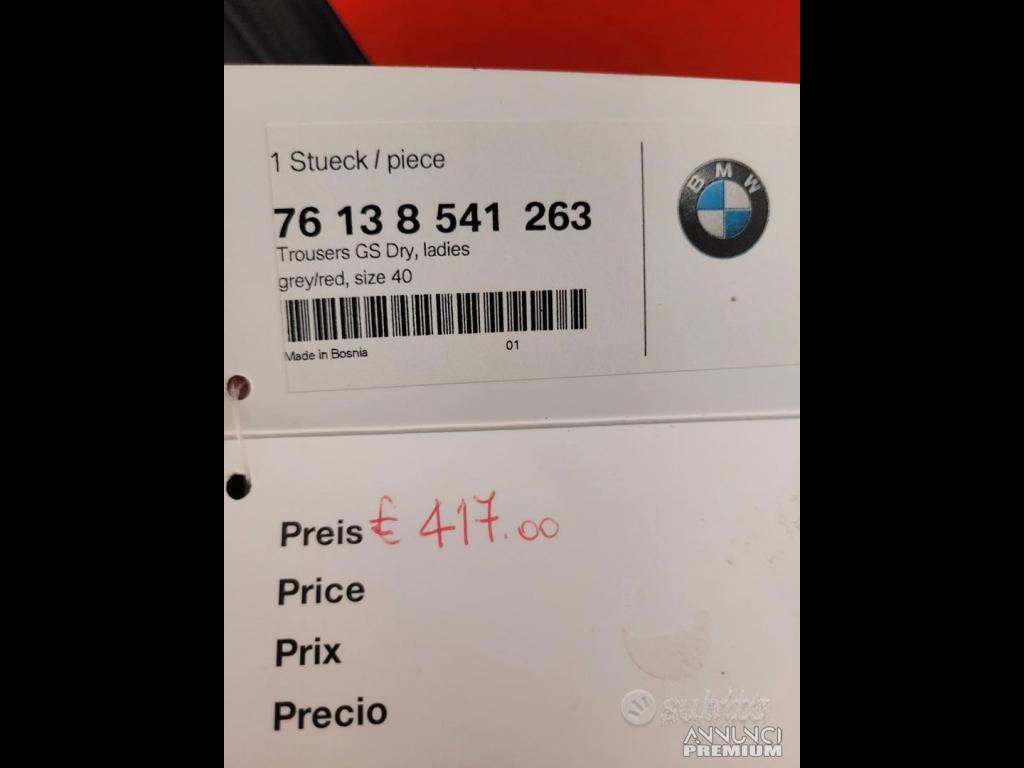 1 Stueck / piece
BMW
76 13 8 541 263
Trousers GS Dry, ladies
grey/red, size 40
Made in Bosnia
01
Preis € 417.00
Price
Prix
Precio
subito
ANNUNCI
PREMIUM